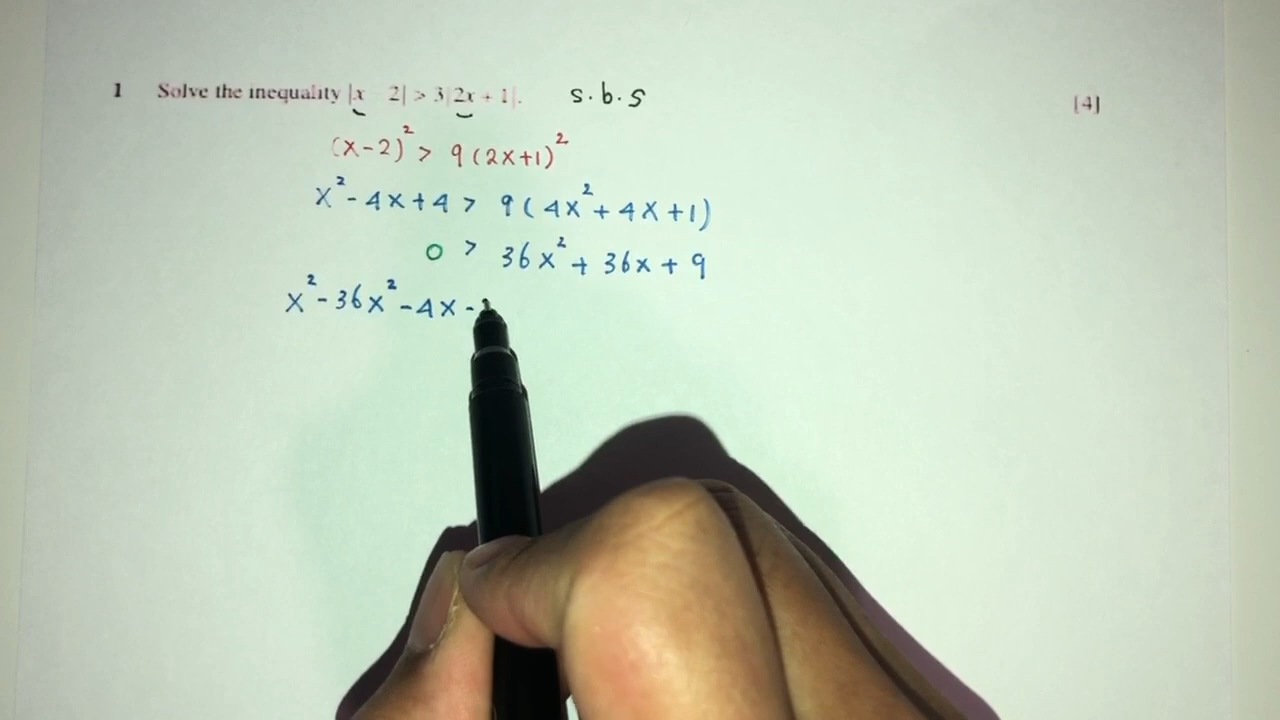 1 Solve the inequality |x 2| > 3|2x + 1|. s.b.s [4]
(x-2)² > 9(2x+1)²
x² - 4x + 4 > 9(4x² + 4x + 1)
0 > 36x² + 36x + 9
x² - 36x² - 4x -